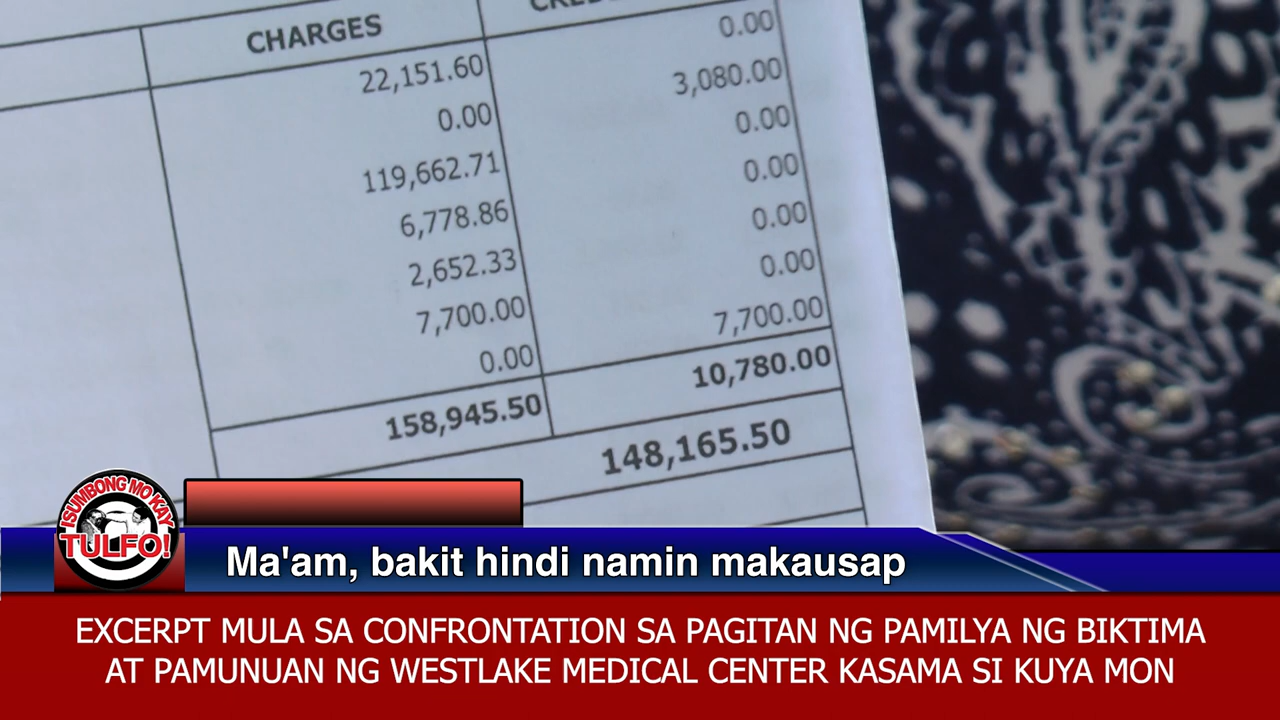 CHARGES
22,151.60 0.00
0.00 3,080.00
119,662.71 0.00
6,778.86 0.00
2,652.33 0.00
7,700.00 0.00
0.00 7,700.00
158,945.50 10,780.00
148,165.50
ISUMBONG MO KAY
TULFO!
Ma'am, bakit hindi namin makausap
EXCERPT MULA SA CONFRONTATION SA PAGITAN NG PAMILYA NG BIKTIMA
AT PAMUNUAN NG WESTLAKE MEDICAL CENTER KASAMA SI KUYA MON